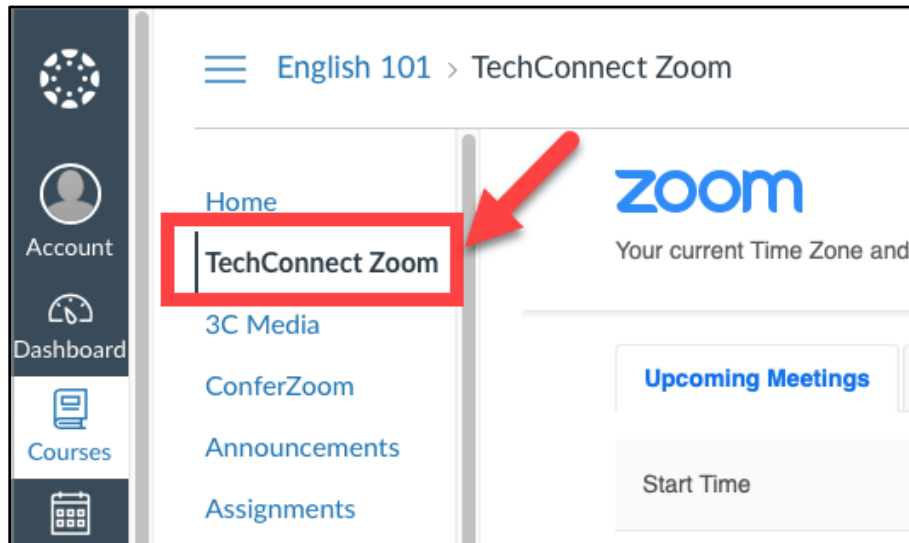 English 101 > TechConnect Zoom
Account
Dashboard
Courses
Home
TechConnect Zoom
3C Media
ConferZoom
Announcements
Assignments
zoom
Your current Time Zone and
Upcoming Meetings
Start Time